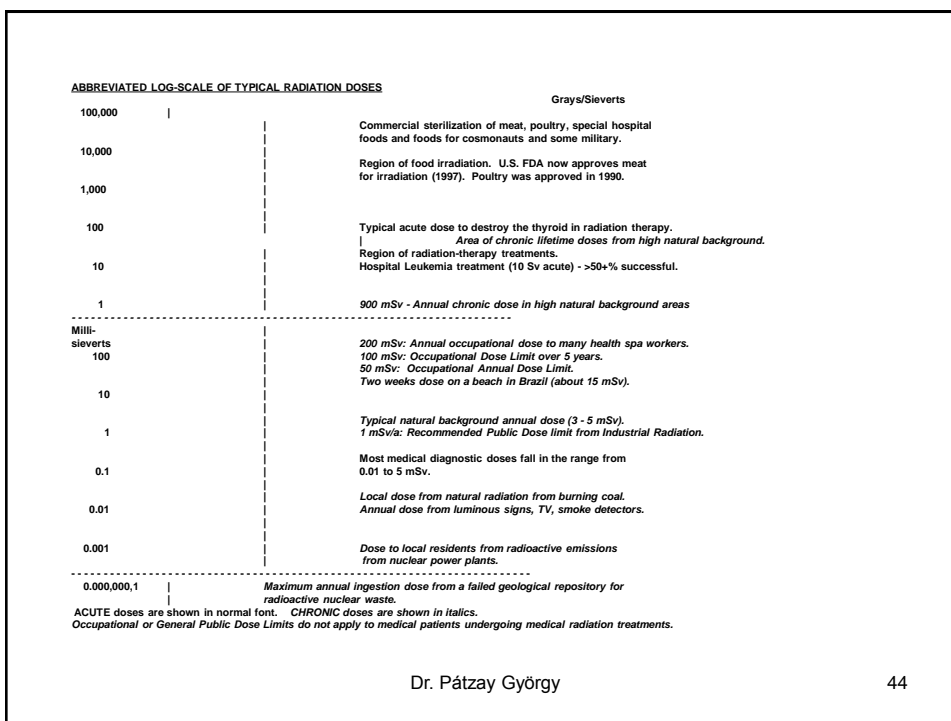 ABBREVIATED LOG-SCALE OF TYPICAL RADIATION DOSES
Grays/Sieverts
100,000 |
Commercial sterilization of meat, poultry, special hospital
foods and foods for cosmonauts and some military.
10,000
Region of food irradiation. U.S. FDA now approves meat
for irradiation (1997). Poultry was approved in 1990.
1,000
100 Typical acute dose to destroy the thyroid in radiation therapy.
| Area of chronic lifetime doses from high natural background.
Region of radiation-therapy treatments.
10 Hospital Leukemia treatment (10 Sv acute) - >50+% successful.
1 900 mSv - Annual chronic dose in high natural background areas
Milli-
sieverts 200 mSv: Annual occupational dose to many health spa workers.
100 100 mSv: Occupational Dose Limit over 5 years.
50 mSv: Occupational Annual Dose Limit.
Two weeks dose on a beach in Brazil (about 15 mSv).
10
Typical natural background annual dose (3 - 5 mSv).
1 1 mSv/a: Recommended Public Dose limit from Industrial Radiation.
Most medical diagnostic doses fall in the range from
0.1 0.01 to 5 mSv.
Local dose from natural radiation from burning coal.
0.01 Annual dose from luminous signs, TV, smoke detectors.
0.001 Dose to local residents from radioactive emissions
from nuclear power plants.
0.000,000,1 | Maximum annual ingestion dose from a failed geological repository for
| radioactive nuclear waste.
ACUTE doses are shown in normal font. CHRONIC doses are shown in italics.
Occupational or General Public Dose Limits do not apply to medical patients undergoing medical radiation treatments.
Dr. Pátzay György 44